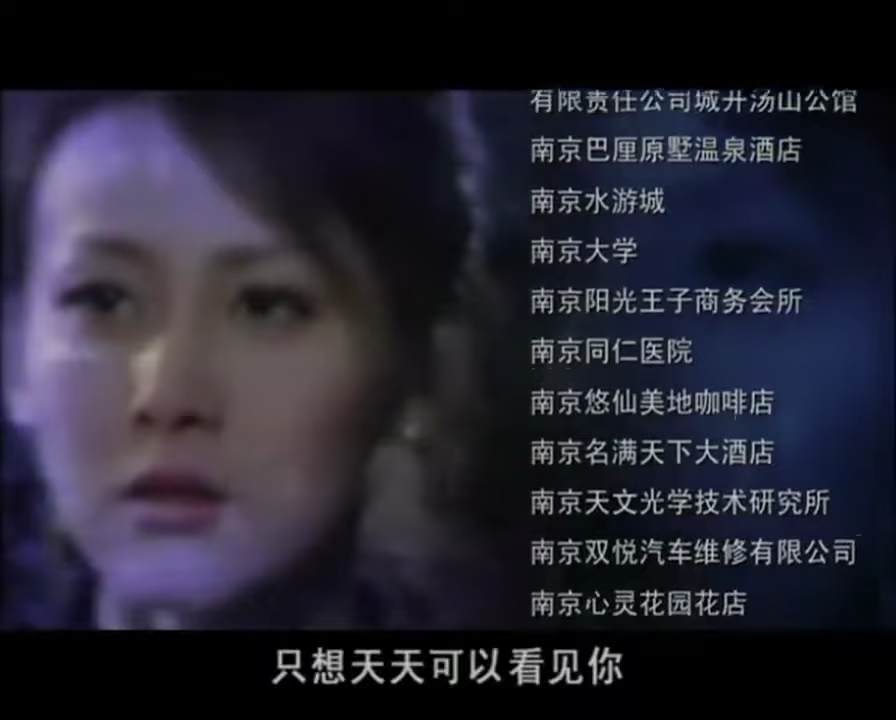 有限责任公司城开汤山公馆
南京巴厘原墅温泉酒店
南京水游城
南京大学
南京阳光王子商务会所
南京同仁医院
南京悠仙美地咖啡店
南京名满天下大酒店
南京天文光学技术研究所
南京双悦汽车维修有限公司
南京心灵花园花店
只想天天可以看见你